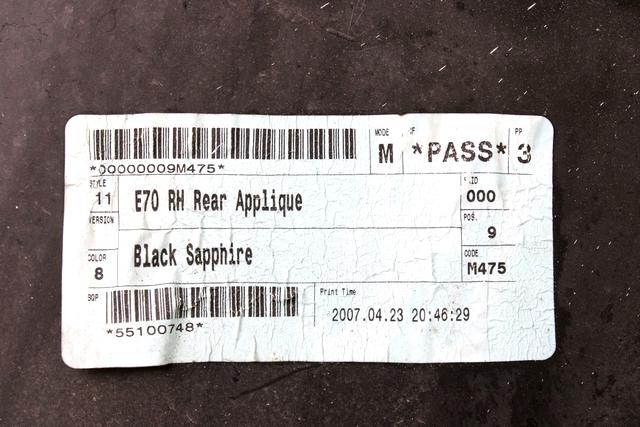 MODE
PP
M *PASS* 3
*00000009M475*
STYLE
11
E70 RH Rear Applique
000
VERSION
POS.
9
COLOR
8
Black Sapphire
CODE
M475
Print Time
*55100748*
2007.04.23 20:46:29